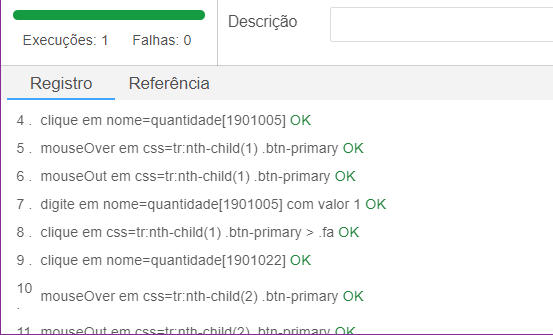 Execuções: 1 Falhas: 0
Descrição
Registro Referência
4 . clique em nome=quantidade[1901005] OK
5 . mouseOver em css=tr:nth-child(1) .btn-primary OK
6 . mouseOut em css=tr:nth-child(1) .btn-primary OK
7 . digite em nome=quantidade[1901005] com valor 1 OK
8 . clique em css=tr:nth-child(1) .btn-primary > .fa OK
9 . clique em nome=quantidade[1901022] OK
10 . mouseOver em css=tr:nth-child(2) .btn-primary OK
11 mouseOut em css=tr:nth-child(2) .btn-primary OK